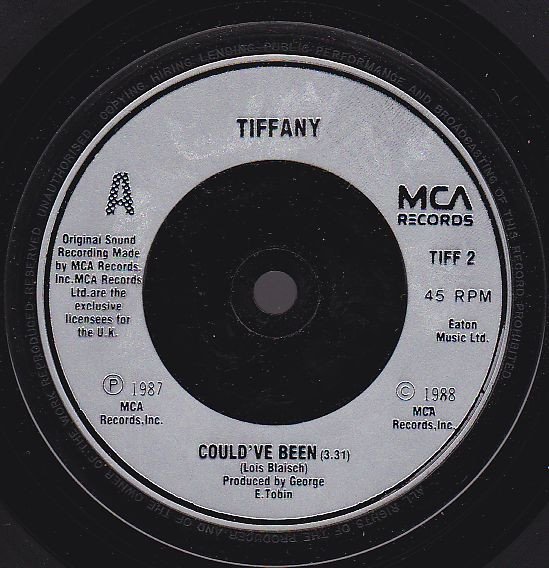 UNAUTHORISED COPYING HIRING LENDING PUBLIC PERFORMANCE AND BROADCASTING OF THIS RECORD PROHIBITED
ALL RIGHTS OF THE PRODUCER AND OF THE OWNER OF THE WORK REPRODUCED RESERVED
TIFFANY
A
MCA
RECORDS
Original Sound
Recording Made
by MCA Records
Inc.MCA Records
Ltd.are the
exclusive
licensees for
the U.K.
TIFF 2
45 RPM
Eaton
Music Ltd.
Ⓟ 1987
MCA
Records,Inc.
© 1988
MCA
Records,Inc.
COULD'VE BEEN (3.31)
(Lois Blaisch)
Produced by George
E.Tobin